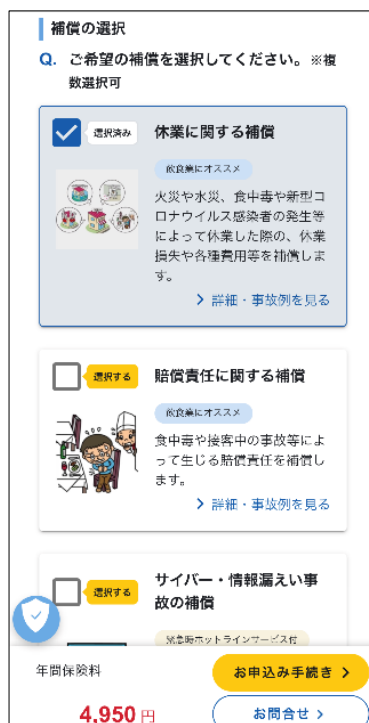 補償の選択
Q. ご希望の補償を選択してください。※複
数選択可
選択済み
休業に関する補償
飲食業にオススメ
火災や水災、食中毒や新型コ
ロナウイルス感染者の発生等
によって休業した際の、休業
損失や各種費用等を補償しま
す。
> 詳細・事故例を見る
選択する
賠償責任に関する補償
飲食業にオススメ
食中毒や接客中の事故等によ
って生じる賠償責任を補償し
ます。
> 詳細・事故例を見る
選択する
サイバー・情報漏えい事
故の補償
緊急時ホットラインサービス付
年間保険料
お申込み手続き >
4,950 円
お問合せ >